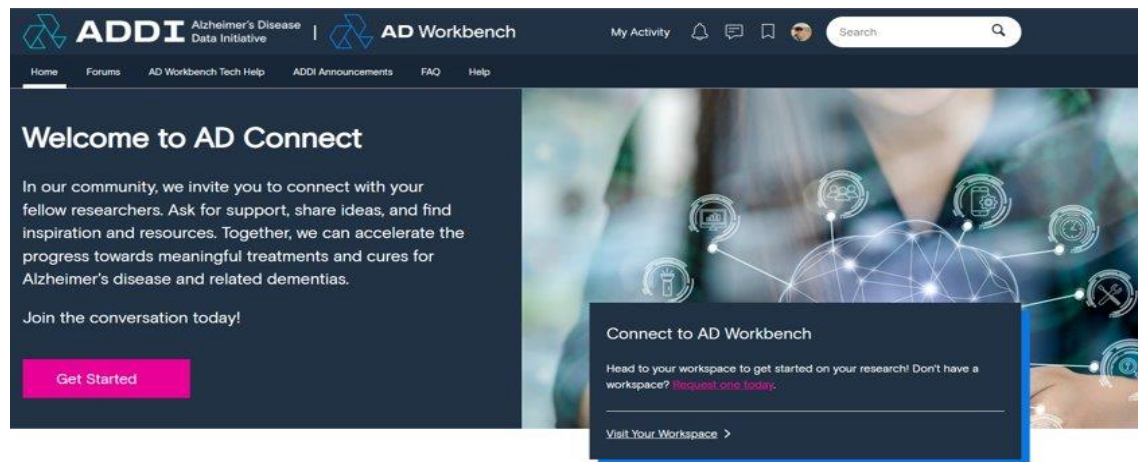 ADDI Alzheimer's Disease
Data Initiative
|
AD Workbench
My Activity
Search
Home
Forums
AD Workbench Tech Help
ADDI Announcements
FAQ
Help
Welcome to AD Connect
In our community, we invite you to connect with your
fellow researchers. Ask for support, share ideas, and find
inspiration and resources. Together, we can accelerate the
progress towards meaningful treatments and cures for
Alzheimer's disease and related dementias.
Join the conversation today!
Get Started
Connect to AD Workbench
Head to your workspace to get started on your research! Don't have a
workspace? Request one today.
Visit Your Workspace >